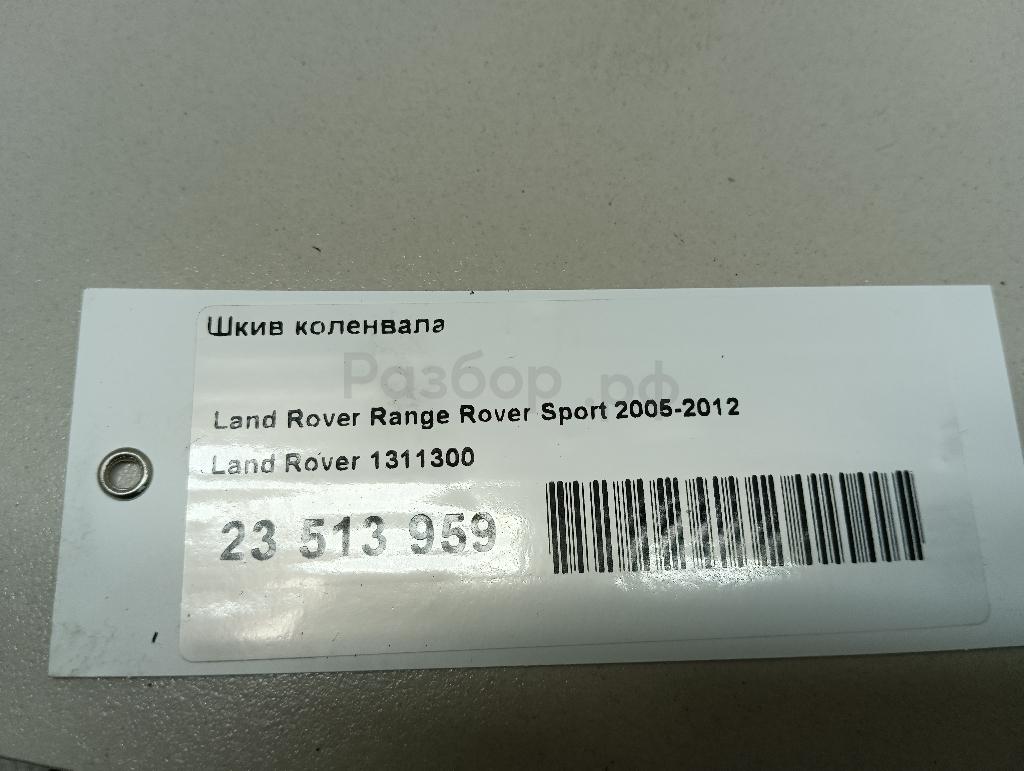 Шкив коленвала
Разбор.рф
Land Rover Range Rover Sport 2005-2012
Land Rover 1311300
23 513 959